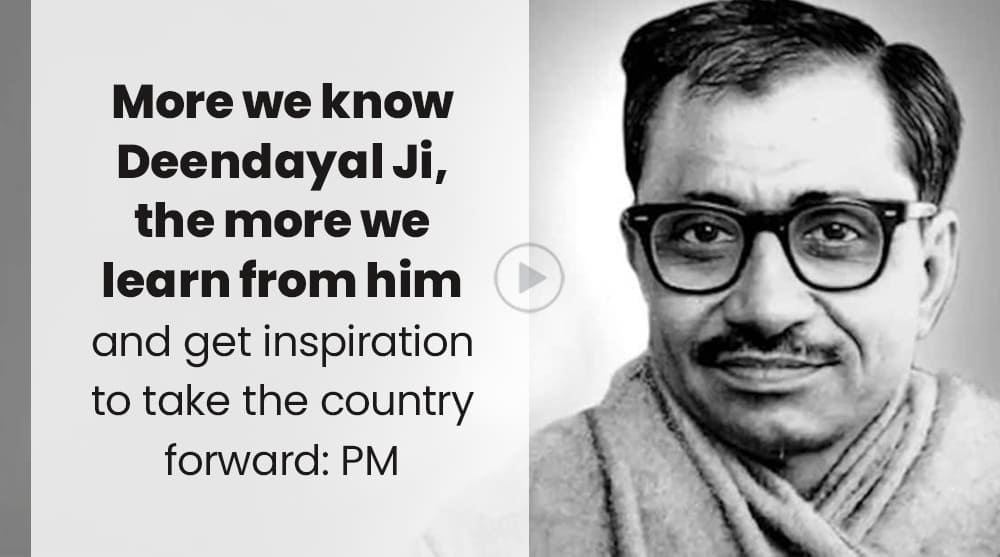 More we know
Deendayal Ji,
the more we
learn from him
and get inspiration
to take the country
forward: PM